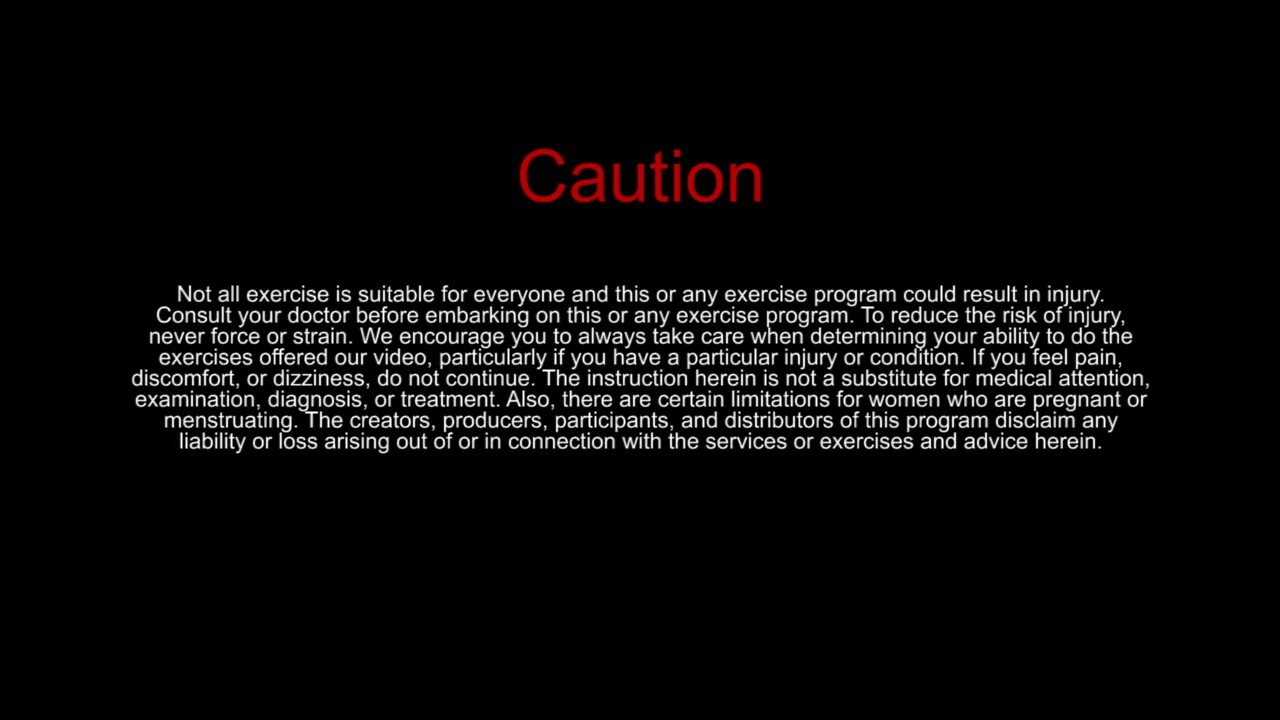 Caution
Not all exercise is suitable for everyone and this or any exercise program could result in injury.
Consult your doctor before embarking on this or any exercise program. To reduce the risk of injury,
never force or strain. We encourage you to always take care when determining your ability to do the
exercises offered our video, particularly if you have a particular injury or condition. If you feel pain,
discomfort, or dizziness, do not continue. The instruction herein is not a substitute for medical attention,
examination, diagnosis, or treatment. Also, there are certain limitations for women who are pregnant or
menstruating. The creators, producers, participants, and distributors of this program disclaim any
liability or loss arising out of or in connection with the services or exercises and advice herein.